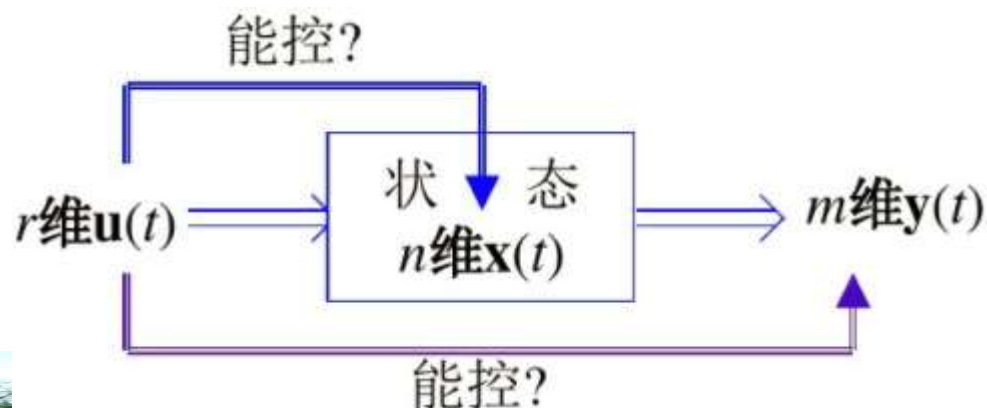 能控?
状 态
r维u(t)
n维x(t)
m维y(t)
能控?